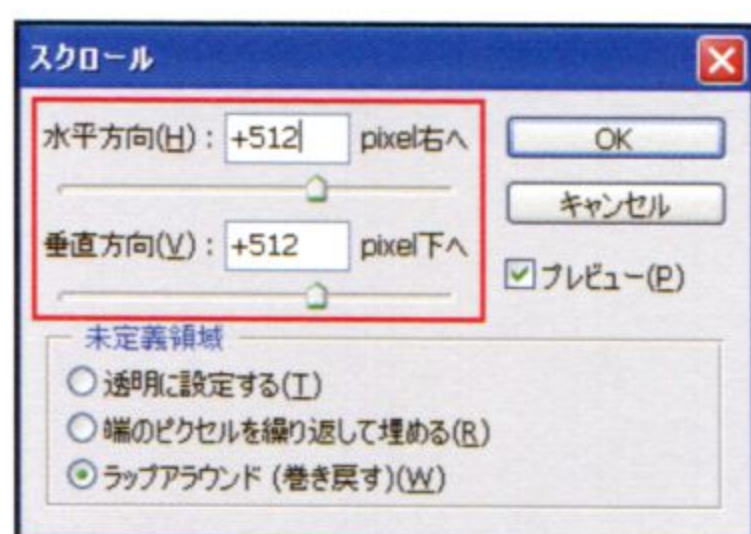 スクロール
水平方向(H): +512 pixel右へ
OK
キャンセル
垂直方向(V): +512 pixel下へ
プレビュー(P)
未定義領域
透明に設定する(T)
端のピクセルを繰り返して埋める(R)
ラップアラウンド (巻き戻す)(W)